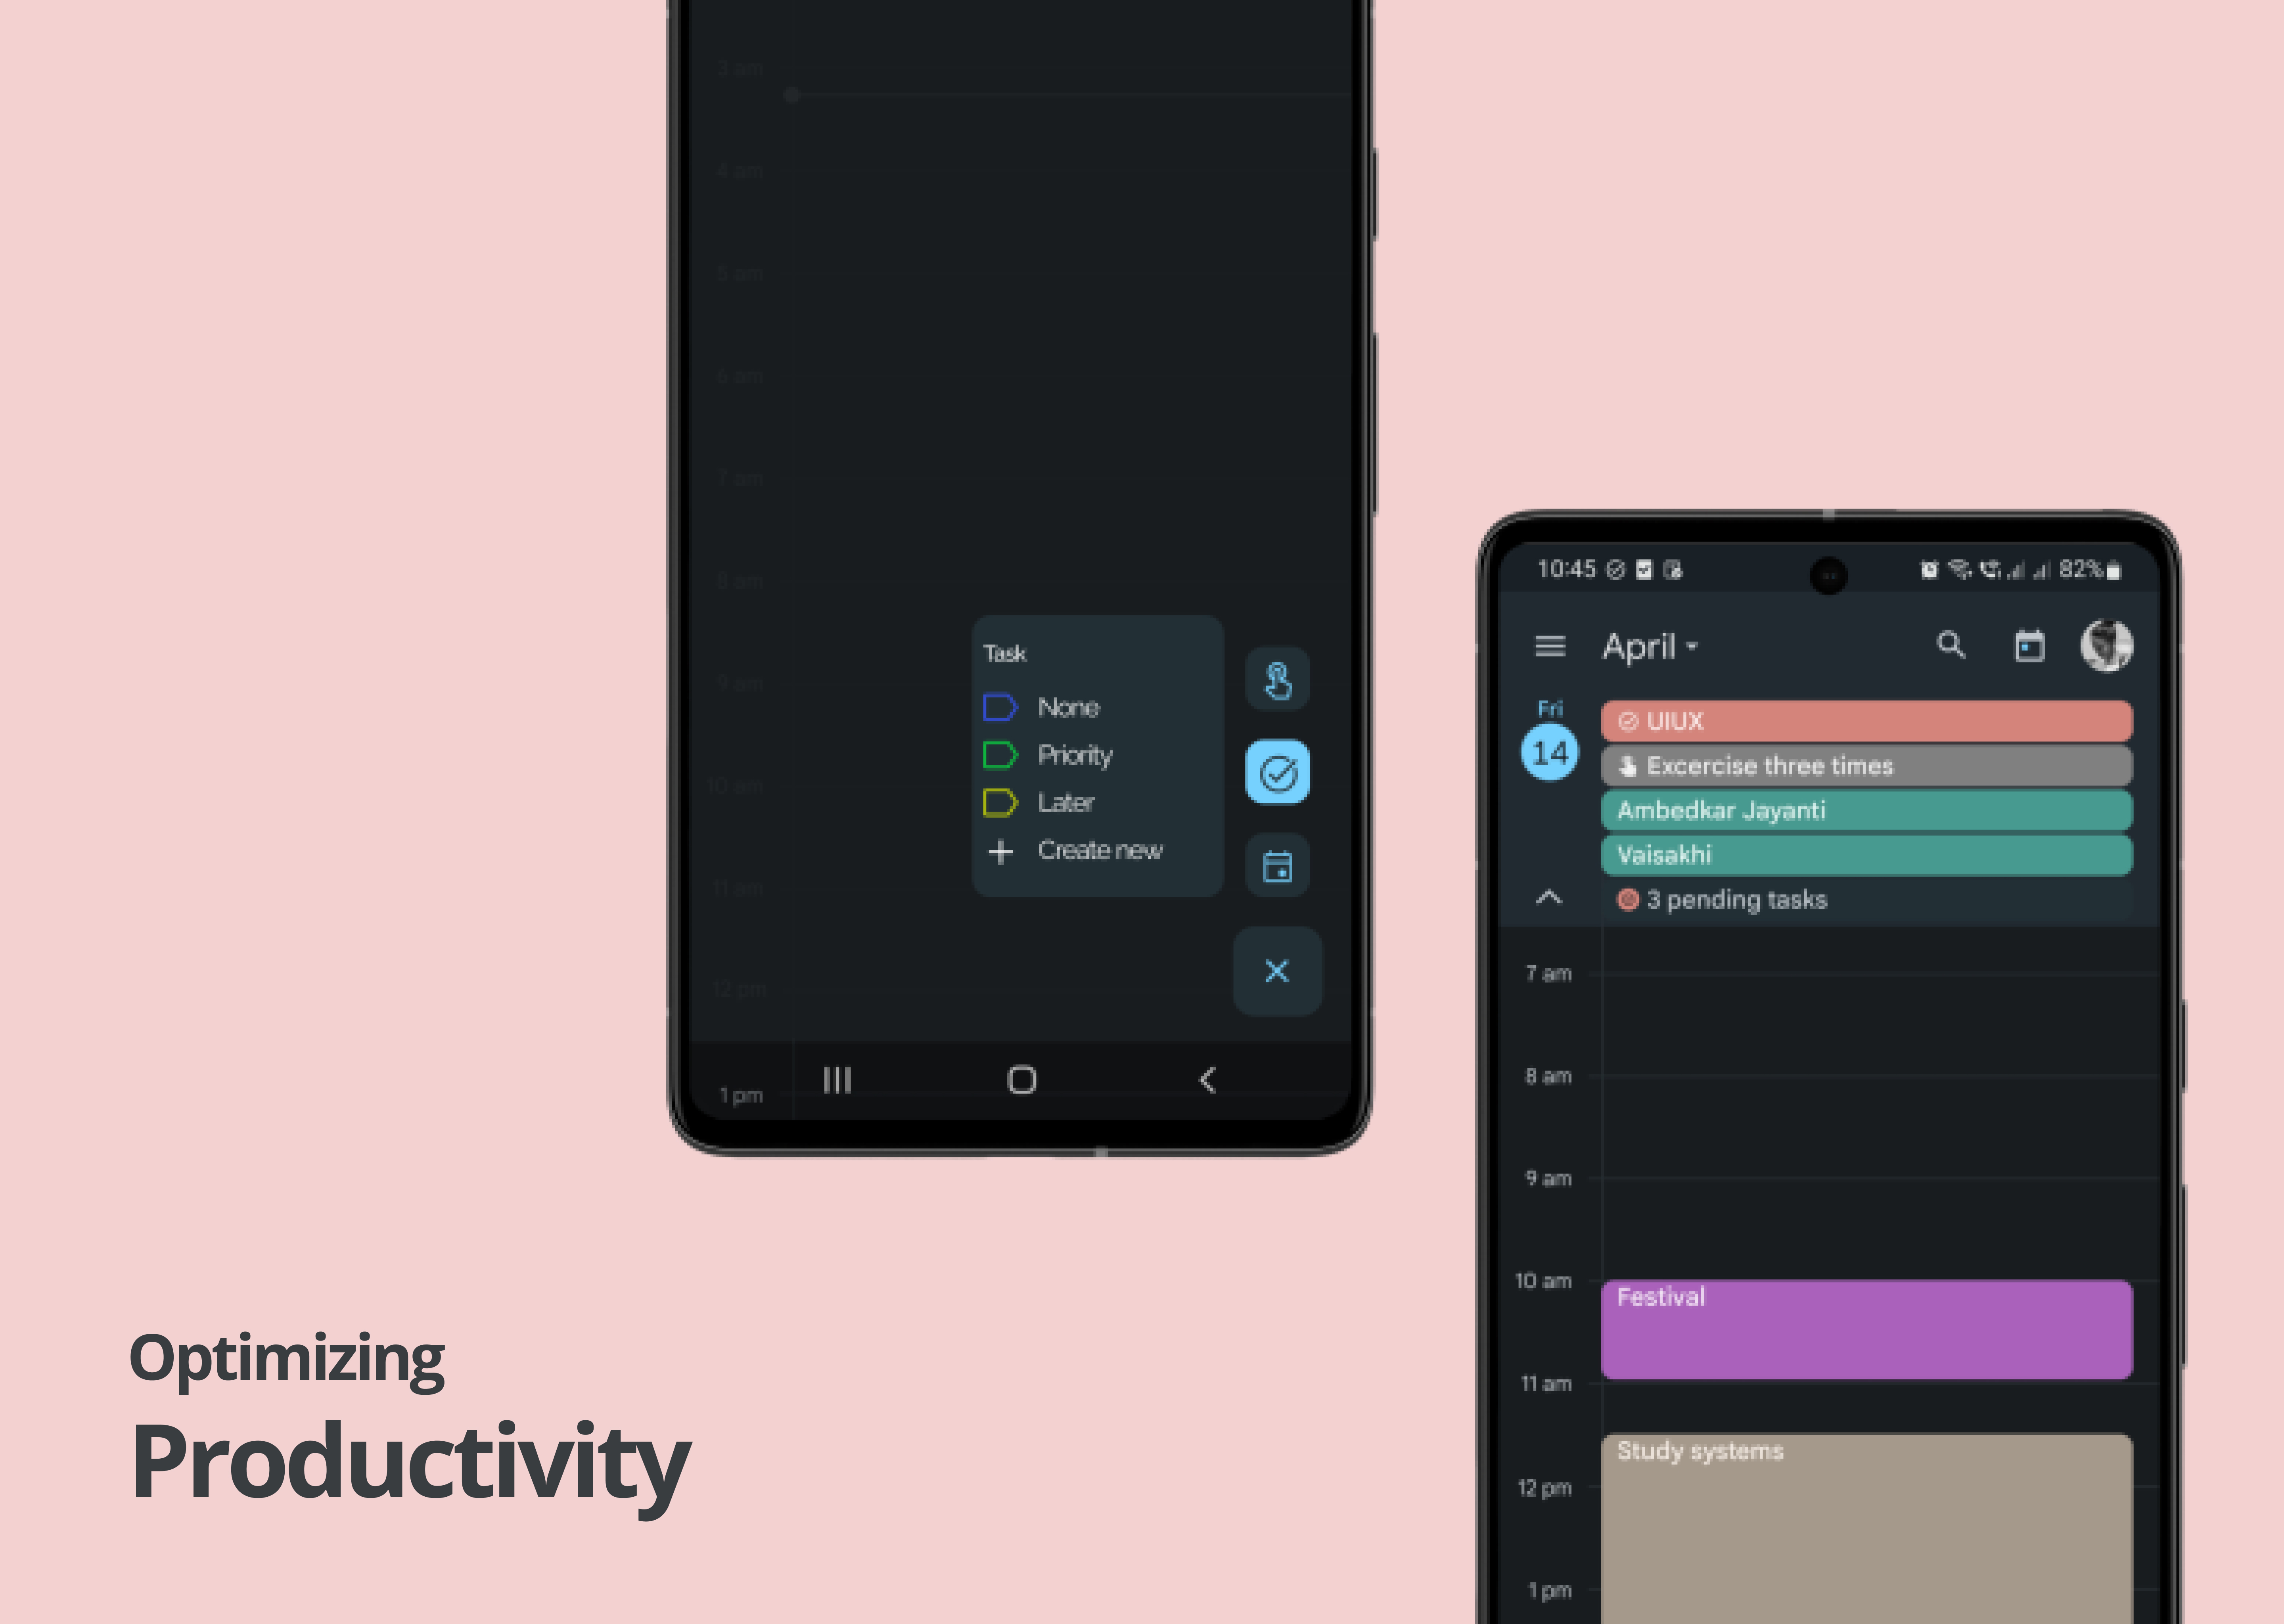 3 am
4 am
5 am
6 am
7 am
8 am
9 am
10 am
11 am
12 pm
1 pm
Task
None
Priority
Later
Create new
10:45
82%
April
Fri
14
UIUX
Excercise three times
Ambedkar Jayanti
Vaisakhi
3 pending tasks
7 am
8 am
9 am
10 am
Festival
11 am
Study systems
12 pm
1 pm
Optimizing
Productivity